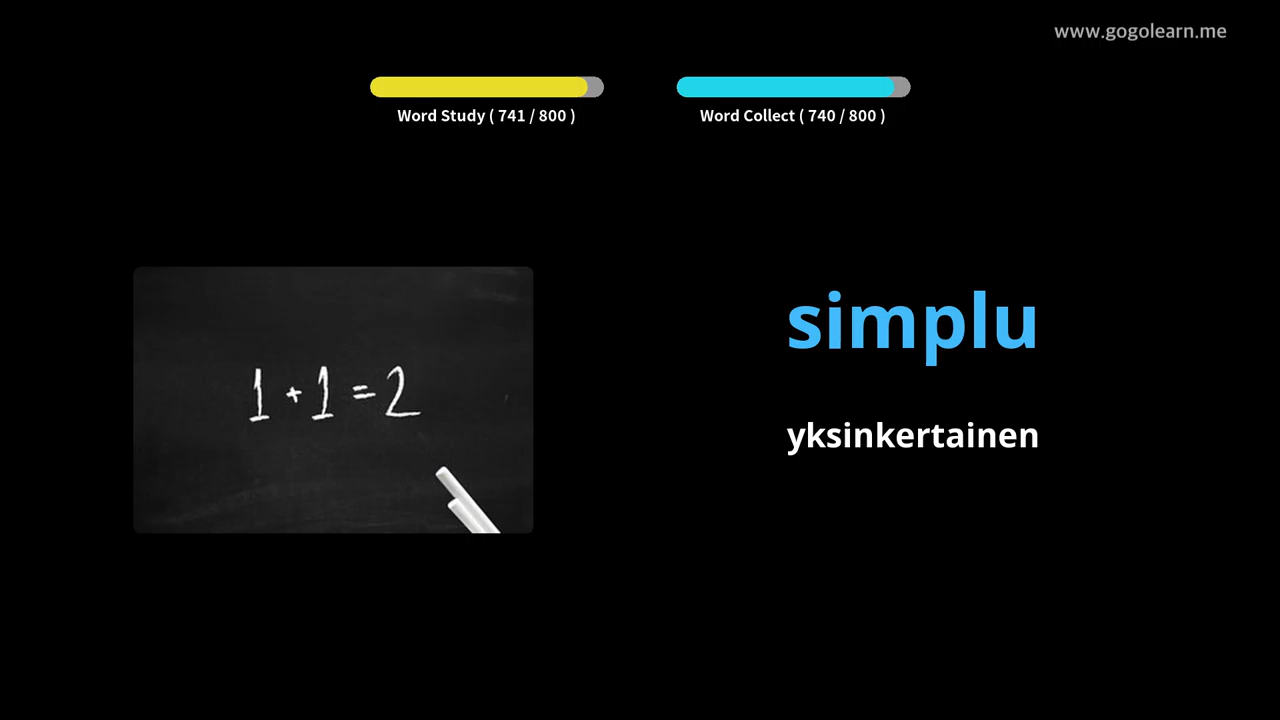 www.gogolearn.me
Word Study ( 741 / 800 )
Word Collect ( 740 / 800 )
1 + 1 = 2
simplu
yksinkertainen